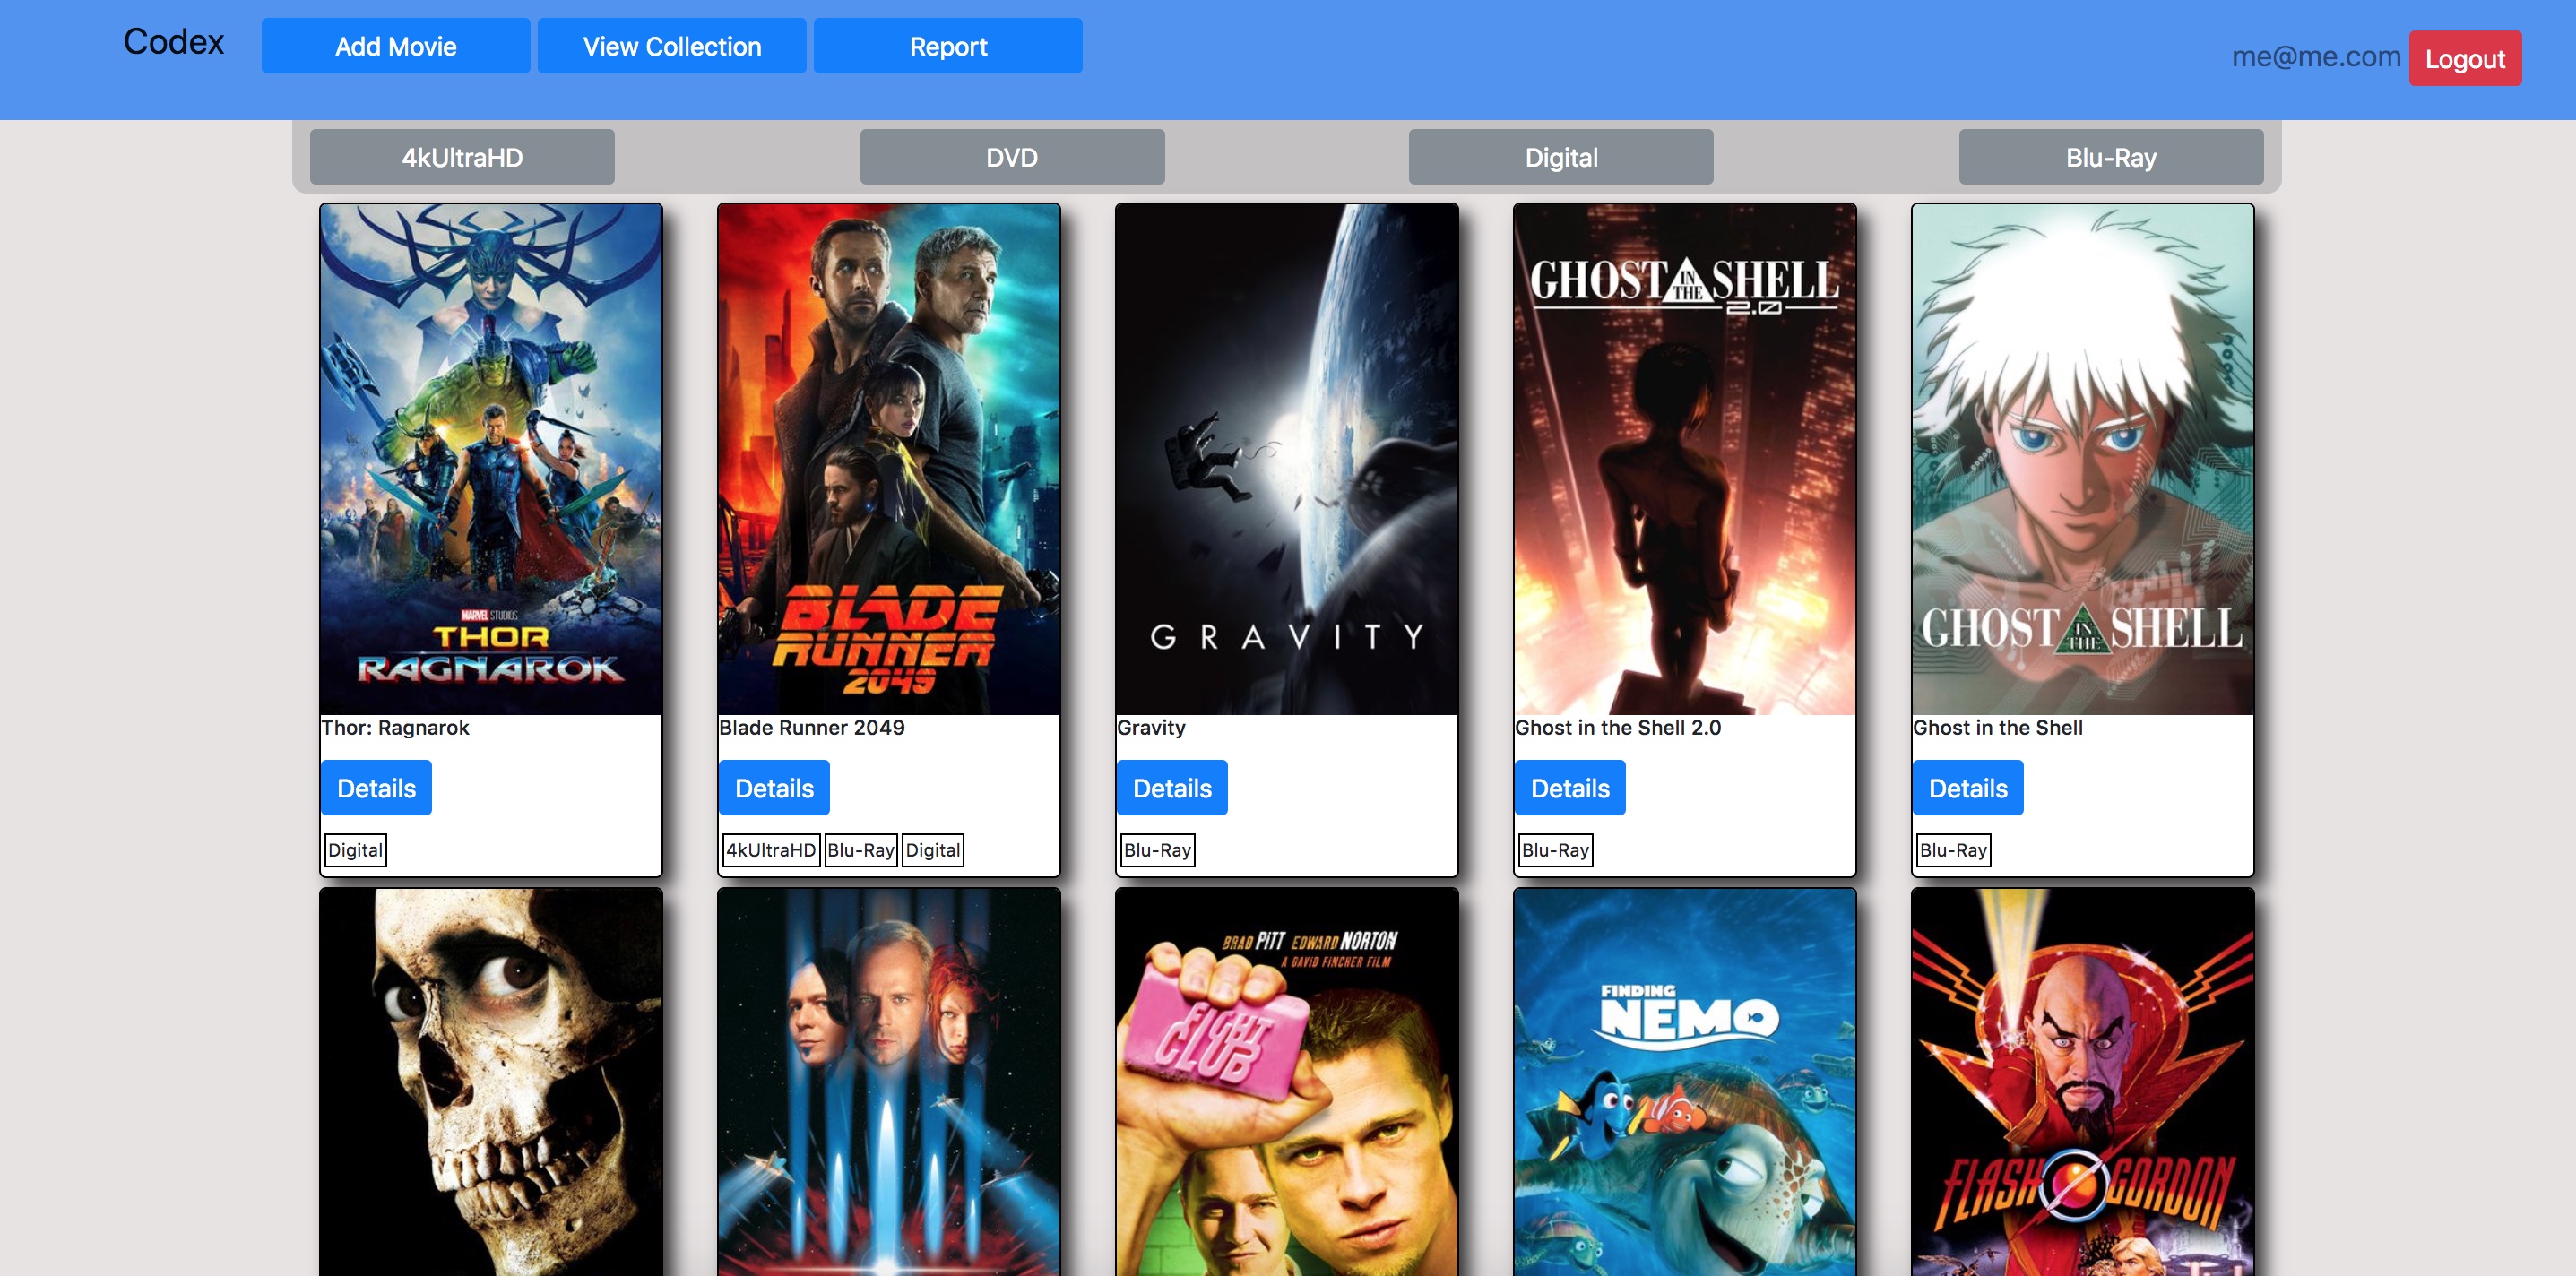 Codex
Add Movie
View Collection
Report
me@me.com
Logout
4kUltraHD
DVD
Digital
Blu-Ray
MARVEL STUDIOS
THOR
RAGNAROK
BLADE
RUNNER
2049
GRAVITY
GHOST IN THE SHELL
2.0
GHOST IN THE SHELL
Thor: Ragnarok
Blade Runner 2049
Gravity
Ghost in the Shell 2.0
Ghost in the Shell
Details
Details
Details
Details
Details
Digital
4kUltraHD Blu-Ray Digital
Blu-Ray
Blu-Ray
Blu-Ray
BRAD PITT EDWARD NORTON
A DAVID FINCHER FILM
FIGHT
CLUB
FINDING
NEMO
FLASH GORDON